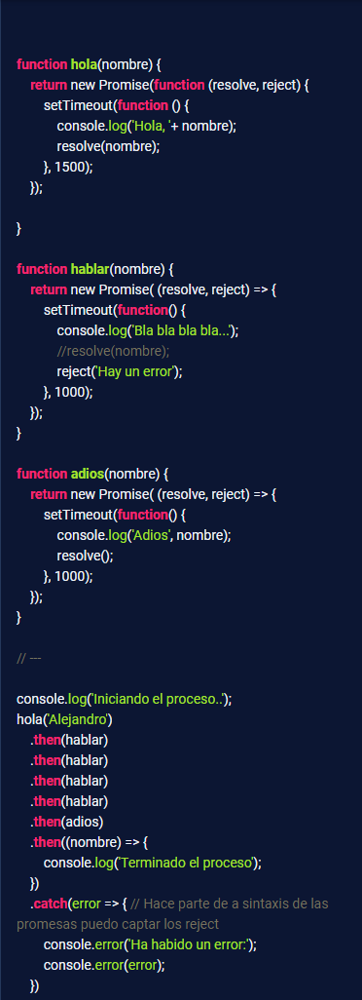 function hola(nombre) {
return new Promise(function (resolve, reject) {
setTimeout(function () {
console.log('Hola, '+ nombre);
resolve(nombre);
}, 1500);
});
}
function hablar(nombre) {
return new Promise( (resolve, reject) => {
setTimeout(function() {
console.log('Bla bla bla bla...');
//resolve(nombre);
reject('Hay un error');
}, 1000);
});
}
function adios(nombre) {
return new Promise( (resolve, reject) => {
setTimeout(function() {
console.log('Adios', nombre);
resolve();
}, 1000);
});
}
// ---
console.log('Iniciando el proceso..');
hola('Alejandro')
.then(hablar)
.then(hablar)
.then(hablar)
.then(hablar)
.then(adios)
.then((nombre) => {
console.log('Terminado el proceso');
})
.catch(error => { // Hace parte de a sintaxis de las
promesas puedo captar los reject
console.error('Ha habido un error:');
console.error(error);
})